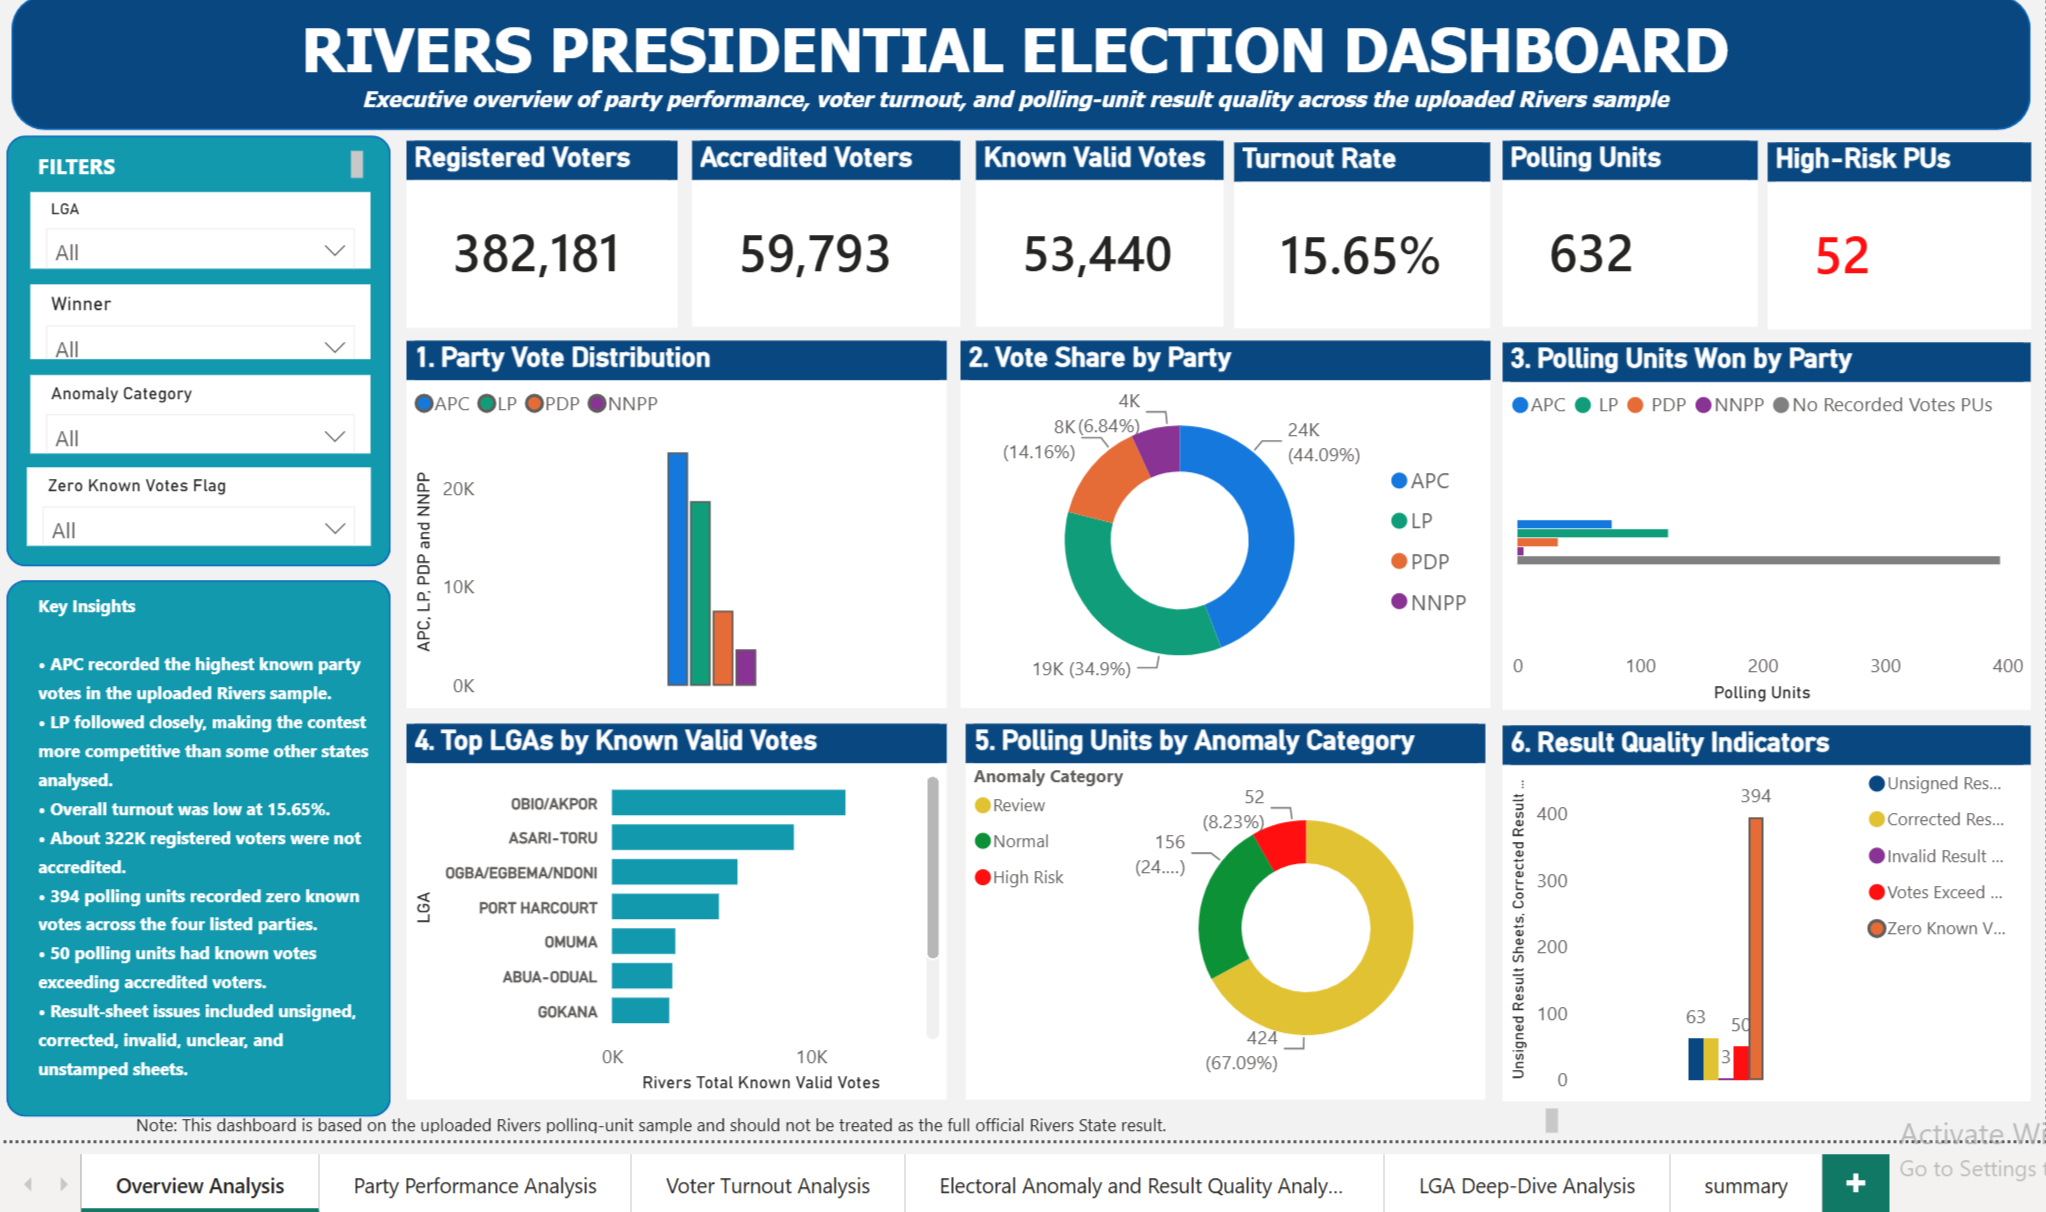 RIVERS PRESIDENTIAL ELECTION DASHBOARD
Executive overview of party performance, voter turnout, and polling-unit result quality across the uploaded Rivers sample
FILTERS
LGA
All
Winner
All
Anomaly Category
All
Zero Known Votes Flag
All
Key Insights
• APC recorded the highest known party
votes in the uploaded Rivers sample.
• LP followed closely, making the contest
more competitive than some other states
analysed.
• Overall turnout was low at 15.65%.
• About 322K registered voters were not
accredited.
• 394 polling units recorded zero known
votes across the four listed parties.
• 50 polling units had known votes
exceeding accredited voters.
• Result-sheet issues included unsigned,
corrected, invalid, unclear, and
unstamped sheets.
Registered Voters
382,181
Accredited Voters
59,793
Known Valid Votes
53,440
Turnout Rate
15.65%
Polling Units
632
High-Risk PUs
52
1. Party Vote Distribution
APC LP PDP NNPP
APC, LP, PDP and NNPP
20K
10K
0K
2. Vote Share by Party
4K
(6.84%)
8K
(14.16%)
24K
(44.09%)
19K (34.9%)
APC
LP
PDP
NNPP
3. Polling Units Won by Party
APC LP PDP NNPP No Recorded Votes PUs
0 100 200 300 400
Polling Units
4. Top LGAs by Known Valid Votes
LGA
OBIO/AKPOR
ASARI-TORU
OGBA/EGBEMA/NDONI
PORT HARCOURT
OMUMA
ABUA-ODUAL
GOKANA
0K 10K
Rivers Total Known Valid Votes
5. Polling Units by Anomaly Category
Anomaly Category
Review
Normal
High Risk
52
(8.23%)
156
(24....)
424
(67.09%)
6. Result Quality Indicators
Unsigned Result Sheets, Corrected Result ...
400
300
200
100
0
63
3
50
394
Unsigned Res...
Corrected Res...
Invalid Result ...
Votes Exceed ...
Zero Known V...
Note: This dashboard is based on the uploaded Rivers polling-unit sample and should not be treated as the full official Rivers State result.
Activate Wi
Go to Settings t
Overview Analysis
Party Performance Analysis
Voter Turnout Analysis
Electoral Anomaly and Result Quality Analy...
LGA Deep-Dive Analysis
summary
+